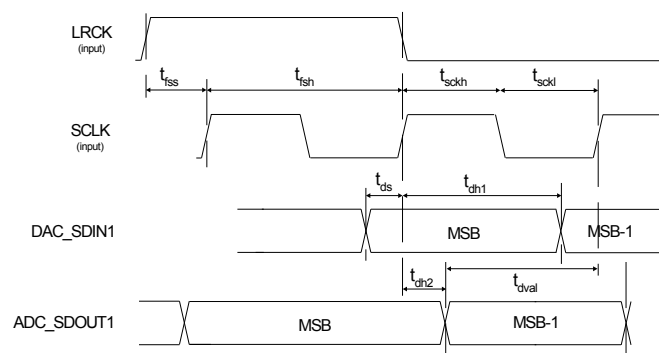 LRCK
(input)
tfss
tfsh
tsckh
tsckl
SCLK
(input)
tds
tdh1
DAC_SDIN1
MSB
MSB-1
tdh2
tdval
ADC_SDOUT1
MSB
MSB-1